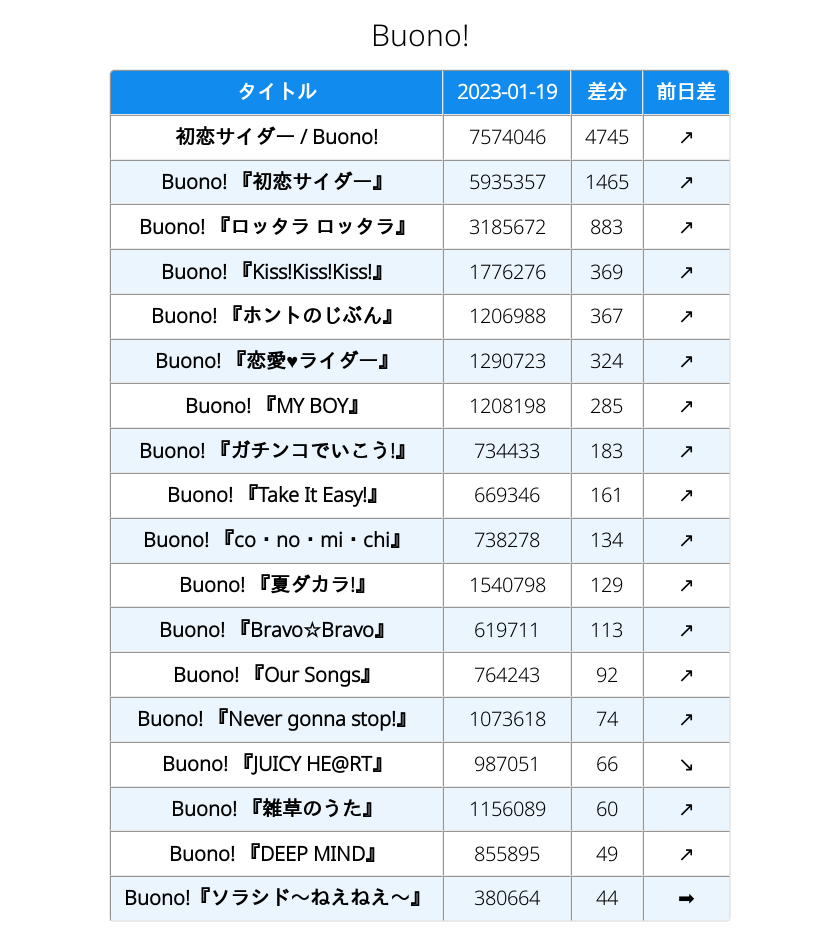 Buono!
タイトル 2023-01-19 差分 前日差
初恋サイダー / Buono! 7574046 4745 ↗
Buono! 『初恋サイダー』 5935357 1465 ↗
Buono! 『ロッタラ ロッタラ』 3185672 883 ↗
Buono! 『Kiss!Kiss!Kiss!』 1776276 369 ↗
Buono! 『ホントのじぶん』 1206988 367 ↗
Buono! 『恋愛♥ライダー』 1290723 324 ↗
Buono! 『MY BOY』 1208198 285 ↗
Buono! 『ガチンコでいこう!』 734433 183 ↗
Buono! 『Take It Easy!』 669346 161 ↗
Buono! 『co・no・mi・chi』 738278 134 ↗
Buono! 『夏ダカラ!』 1540798 129 ↗
Buono! 『Bravo☆Bravo』 619711 113 ↗
Buono! 『Our Songs』 764243 92 ↗
Buono! 『Never gonna stop!』 1073618 74 ↗
Buono! 『JUICY HE@RT』 987051 66 ↘
Buono! 『雑草のうた』 1156089 60 ↗
Buono! 『DEEP MIND』 855895 49 ↗
Buono!『ソラシド～ねえねえ～』 380664 44 ➡